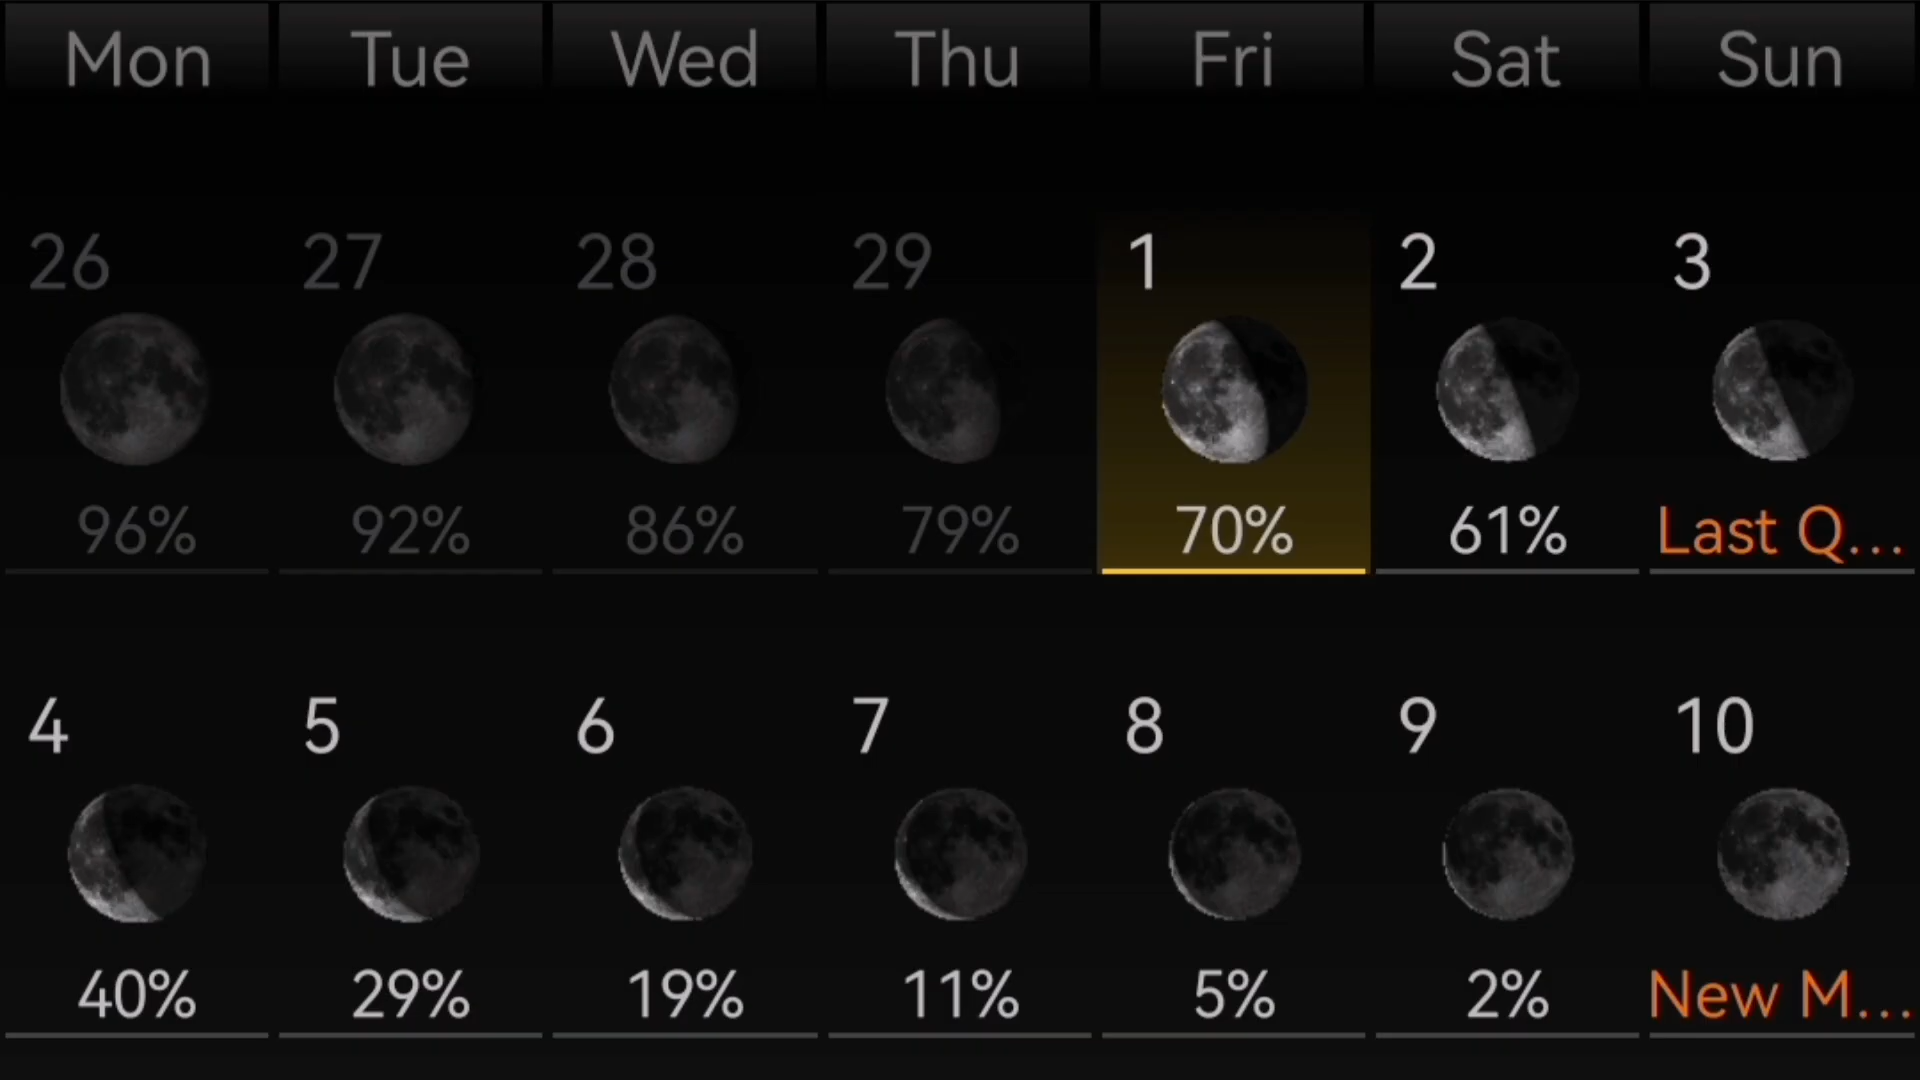 Mon Tue Wed Thu Fri Sat Sun
26 27 28 29 1 2 3
96% 92% 86% 79% 70% 61% Last Q...
4 5 6 7 8 9 10
40% 29% 19% 11% 5% 2% New M...